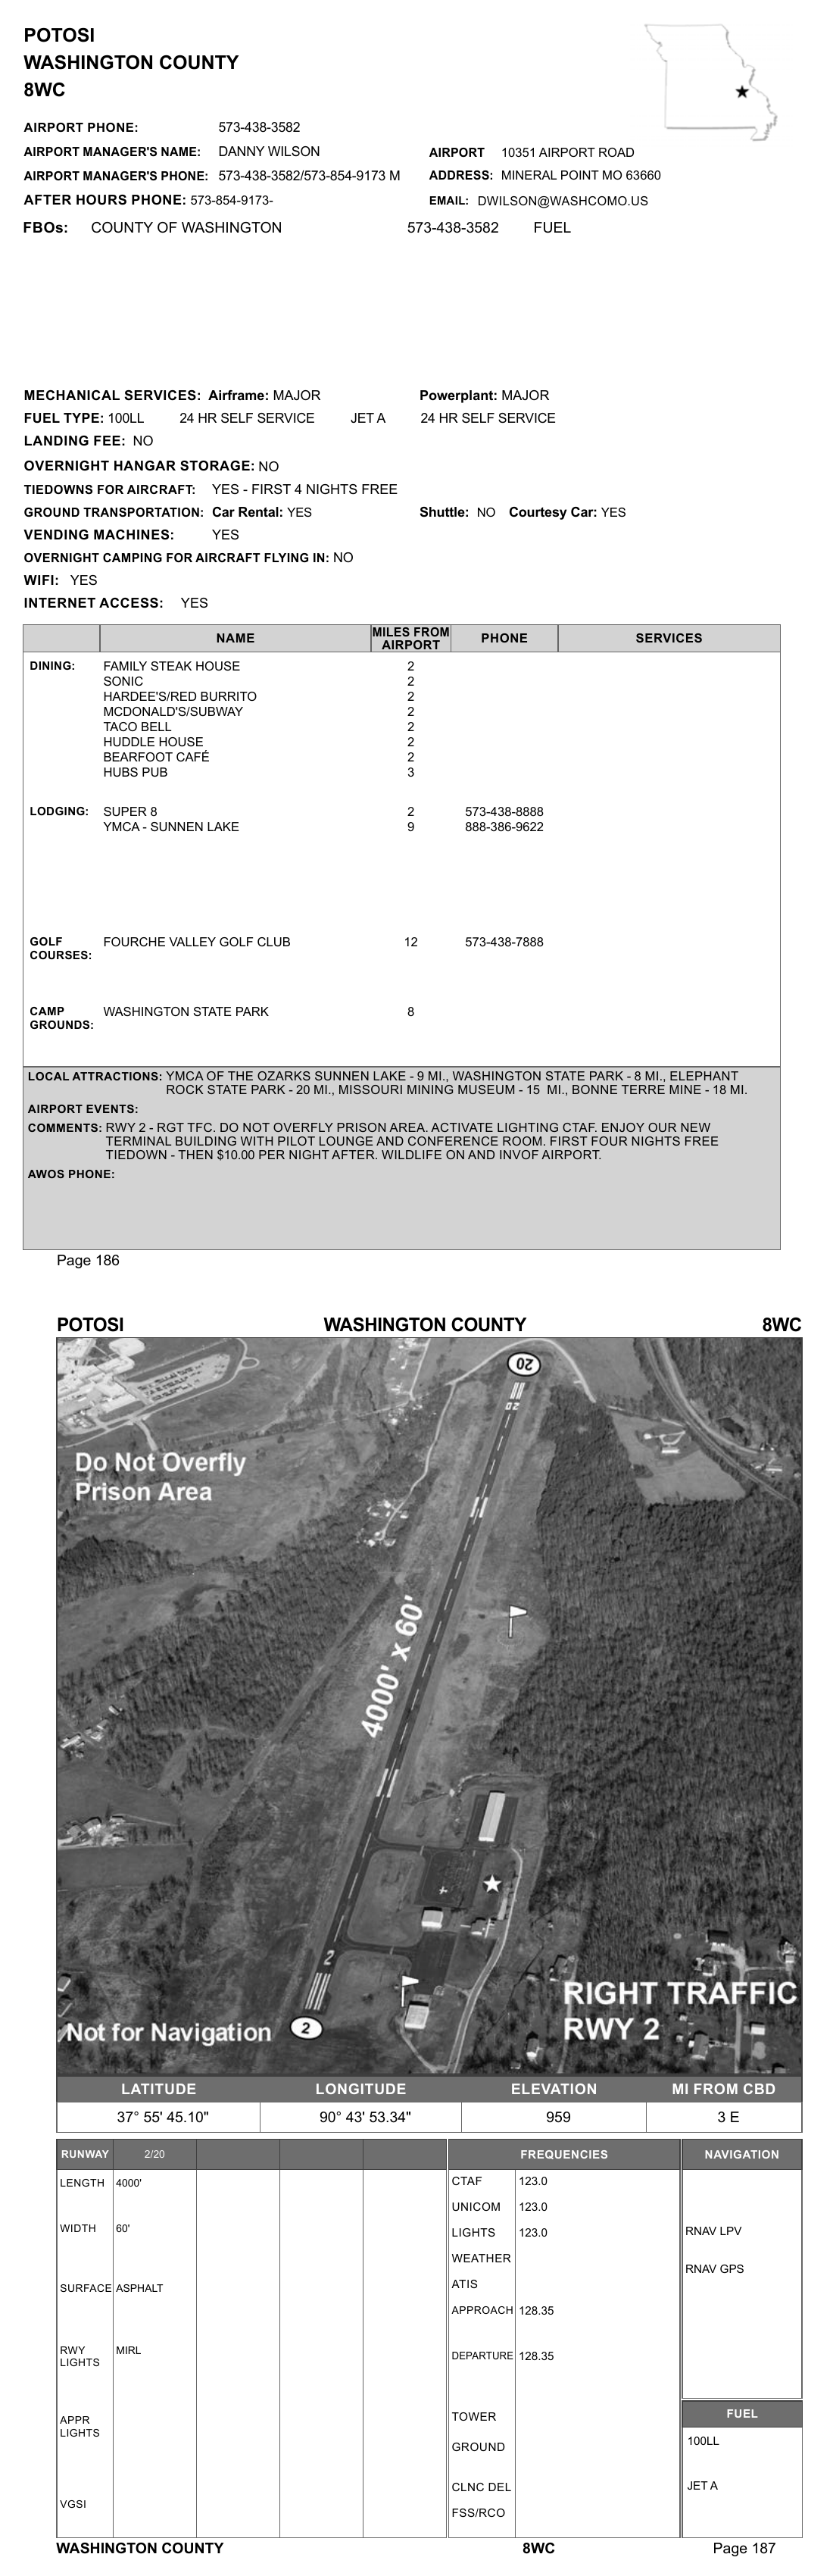 POTOSI
WASHINGTON COUNTY
8WC
AIRPORT PHONE: 573-438-3582
AIRPORT MANAGER'S NAME: DANNY WILSON
AIRPORT 10351 AIRPORT ROAD
AIRPORT MANAGER'S PHONE: 573-438-3582/573-854-9173 M
ADDRESS: MINERAL POINT MO 63660
AFTER HOURS PHONE: 573-854-9173-
EMAIL: DWILSON@WASHCOMO.US
FBOs: COUNTY OF WASHINGTON 573-438-3582 FUEL
MECHANICAL SERVICES: Airframe: MAJOR Powerplant: MAJOR
FUEL TYPE: 100LL 24 HR SELF SERVICE JET A 24 HR SELF SERVICE
LANDING FEE: NO
OVERNIGHT HANGAR STORAGE: NO
TIEDOWNS FOR AIRCRAFT: YES - FIRST 4 NIGHTS FREE
GROUND TRANSPORTATION: Car Rental: YES Shuttle: NO Courtesy Car: YES
VENDING MACHINES: YES
OVERNIGHT CAMPING FOR AIRCRAFT FLYING IN: NO
WIFI: YES
INTERNET ACCESS: YES
NAME MILES FROM AIRPORT PHONE SERVICES
DINING: FAMILY STEAK HOUSE 2
SONIC 2
HARDEE'S/RED BURRITO 2
MCDONALD'S/SUBWAY 2
TACO BELL 2
HUDDLE HOUSE 2
BEARFOOT CAFÉ 2
HUBS PUB 3
LODGING: SUPER 8 2 573-438-8888
YMCA - SUNNEN LAKE 9 888-386-9622
GOLF COURSES: FOURCHE VALLEY GOLF CLUB 12 573-438-7888
CAMP GROUNDS: WASHINGTON STATE PARK 8
LOCAL ATTRACTIONS: YMCA OF THE OZARKS SUNNEN LAKE - 9 MI., WASHINGTON STATE PARK - 8 MI., ELEPHANT
ROCK STATE PARK - 20 MI., MISSOURI MINING MUSEUM - 15 MI., BONNE TERRE MINE - 18 MI.
AIRPORT EVENTS:
COMMENTS: RWY 2 - RGT TFC. DO NOT OVERFLY PRISON AREA. ACTIVATE LIGHTING CTAF. ENJOY OUR NEW
TERMINAL BUILDING WITH PILOT LOUNGE AND CONFERENCE ROOM. FIRST FOUR NIGHTS FREE
TIEDOWN - THEN $10.00 PER NIGHT AFTER. WILDLIFE ON AND INVOF AIRPORT.
AWOS PHONE:
Page 186
POTOSI WASHINGTON COUNTY 8WC
20
20
Do Not Overfly
Prison Area
4000' x 60'
2
RIGHT TRAFFIC
RWY 2
Not for Navigation
2
LATITUDE LONGITUDE ELEVATION MI FROM CBD
37° 55' 45.10" 90° 43' 53.34" 959 3 E
RUNWAY 2/20
LENGTH 4000'
WIDTH 60'
SURFACE ASPHALT
RWY LIGHTS MIRL
APPR LIGHTS
VGSI
FREQUENCIES
CTAF 123.0
UNICOM 123.0
LIGHTS 123.0
WEATHER
ATIS
APPROACH 128.35
DEPARTURE 128.35
TOWER
GROUND
CLNC DEL
FSS/RCO
NAVIGATION
RNAV LPV
RNAV GPS
FUEL
100LL
JET A
WASHINGTON COUNTY 8WC Page 187